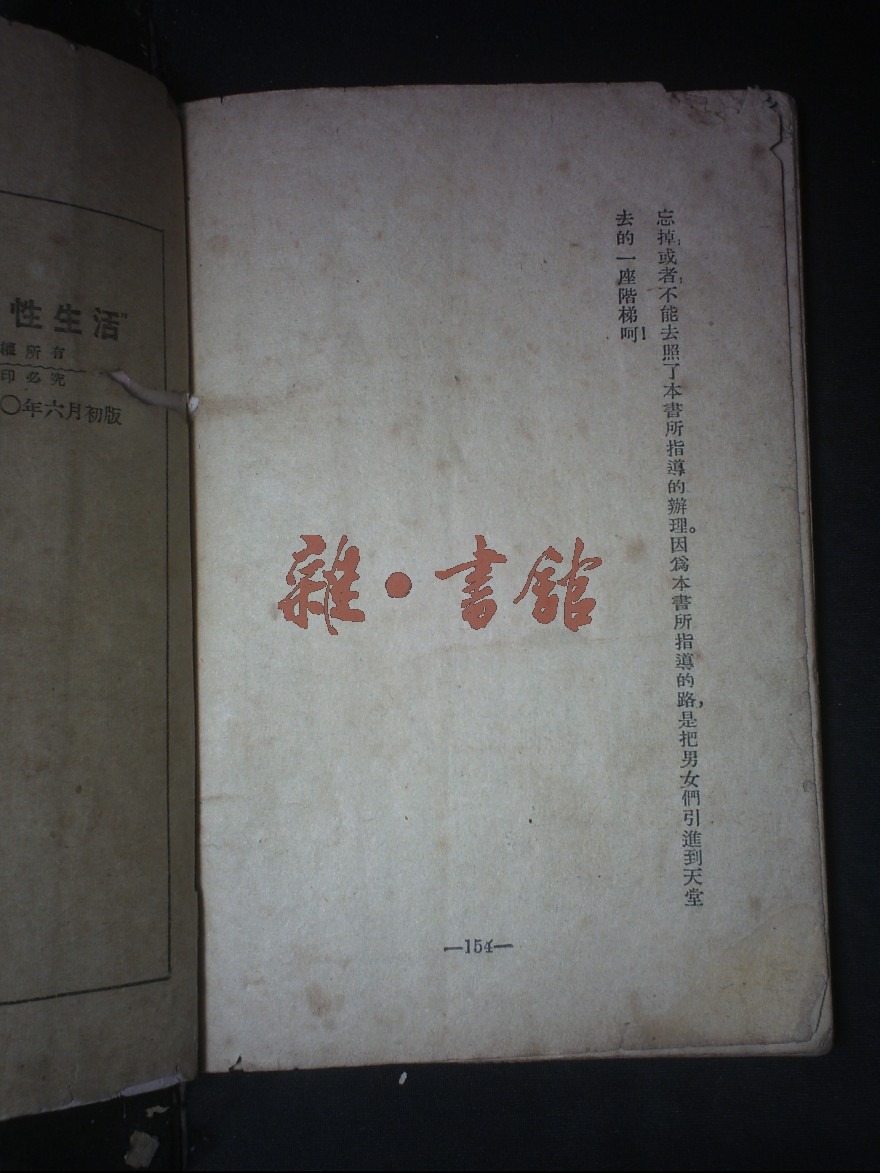 忘掉；或者；不能去照了本書所指導的辦理。因爲本書所指導的路，是把男女們引進到天堂
去的一座階梯呵！
—154—
性生活”
權所有
印必究
〇年六月初版
雜·書館